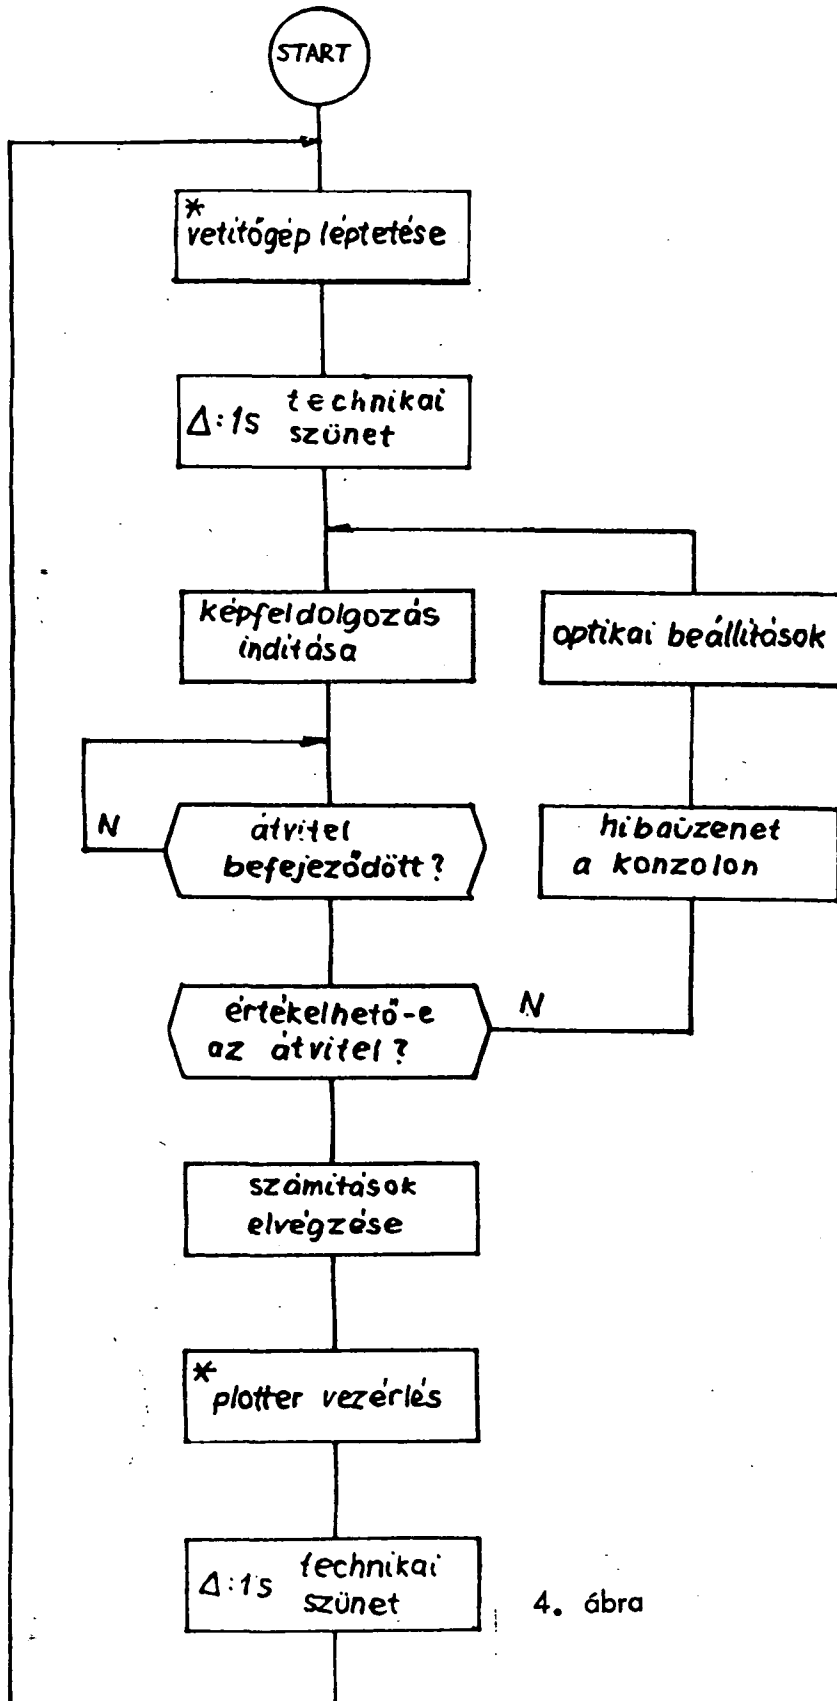 START
* vetítőgép léptetése
Δ:1s technikai
szünet
képfeldolgozás
indítása
optikai beállítások
N
átvitel
befejeződött?
hibaüzenet
a konzolon
értékelhető-e
az átvitel?
N
számítások
elvégzése
* plotter vezérlés
Δ:1s technikai
szünet
4. ábra